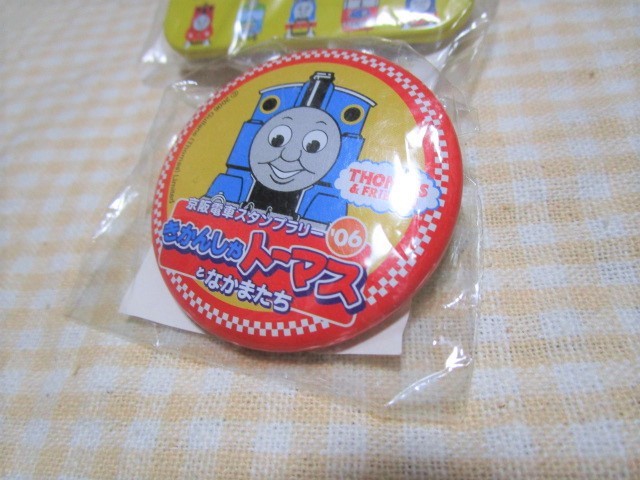 THOMAS
& FRIENDS
京阪電車スタンプラリー
'06
きかんしゃトーマス
となかまたち